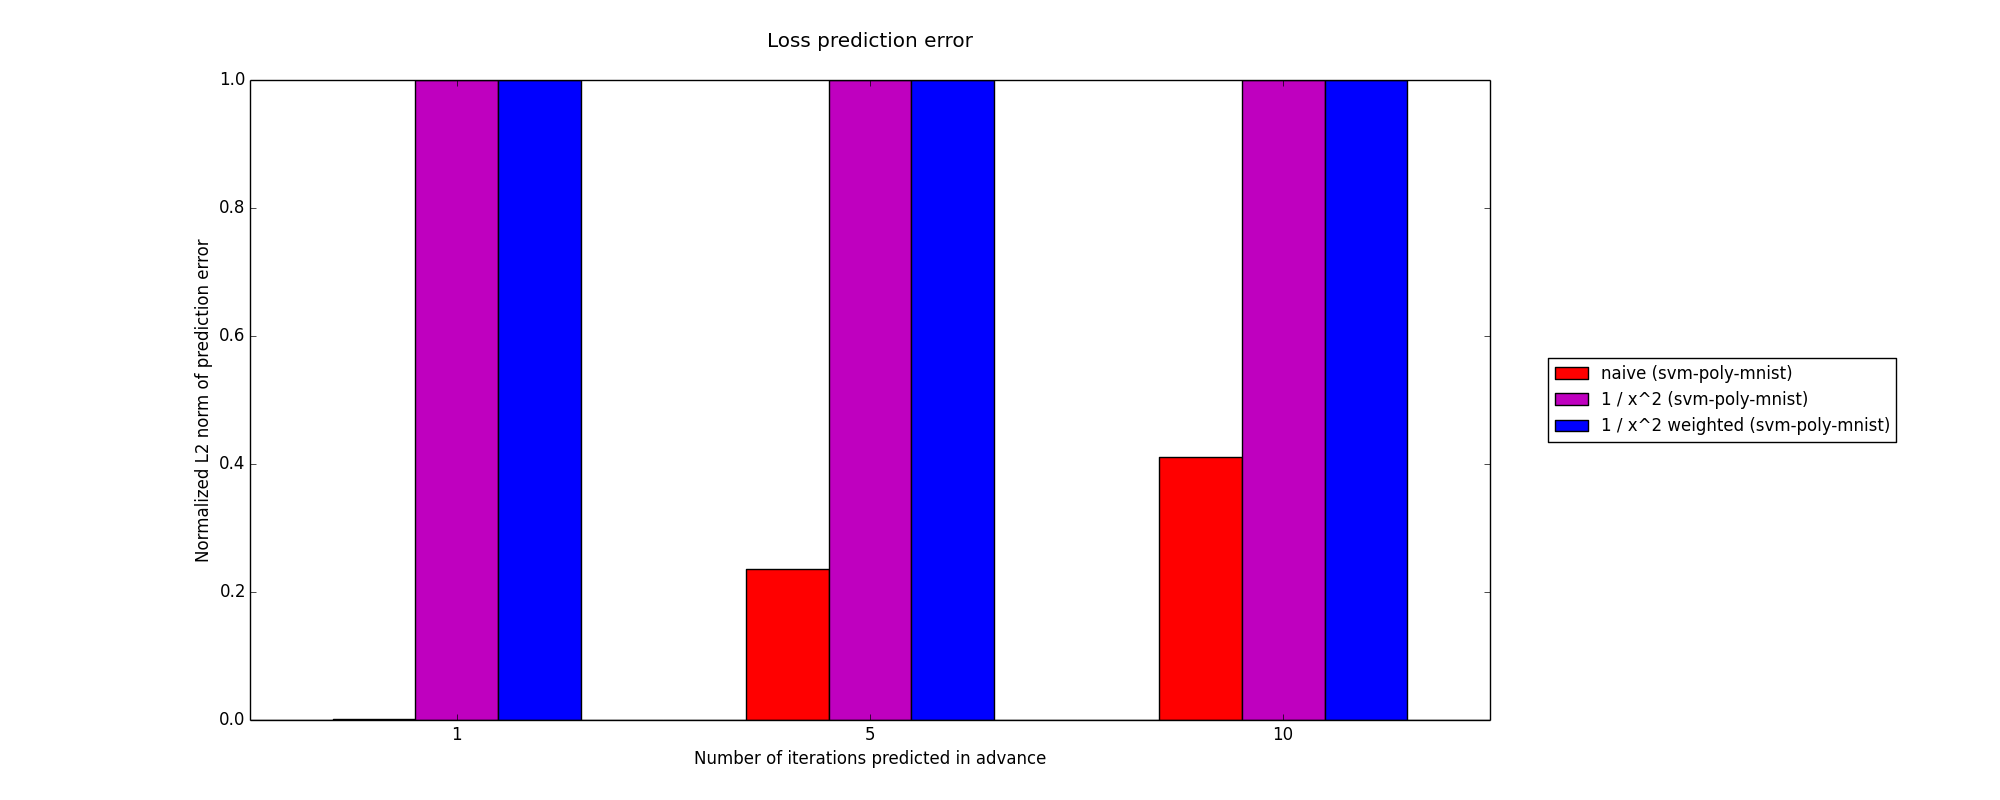 Loss prediction error
1.0
0.8
0.6
0.4
0.2
0.0
Normalized L2 norm of prediction error
1
5
10
Number of iterations predicted in advance
naive (svm-poly-mnist)
1 / x^2 (svm-poly-mnist)
1 / x^2 weighted (svm-poly-mnist)